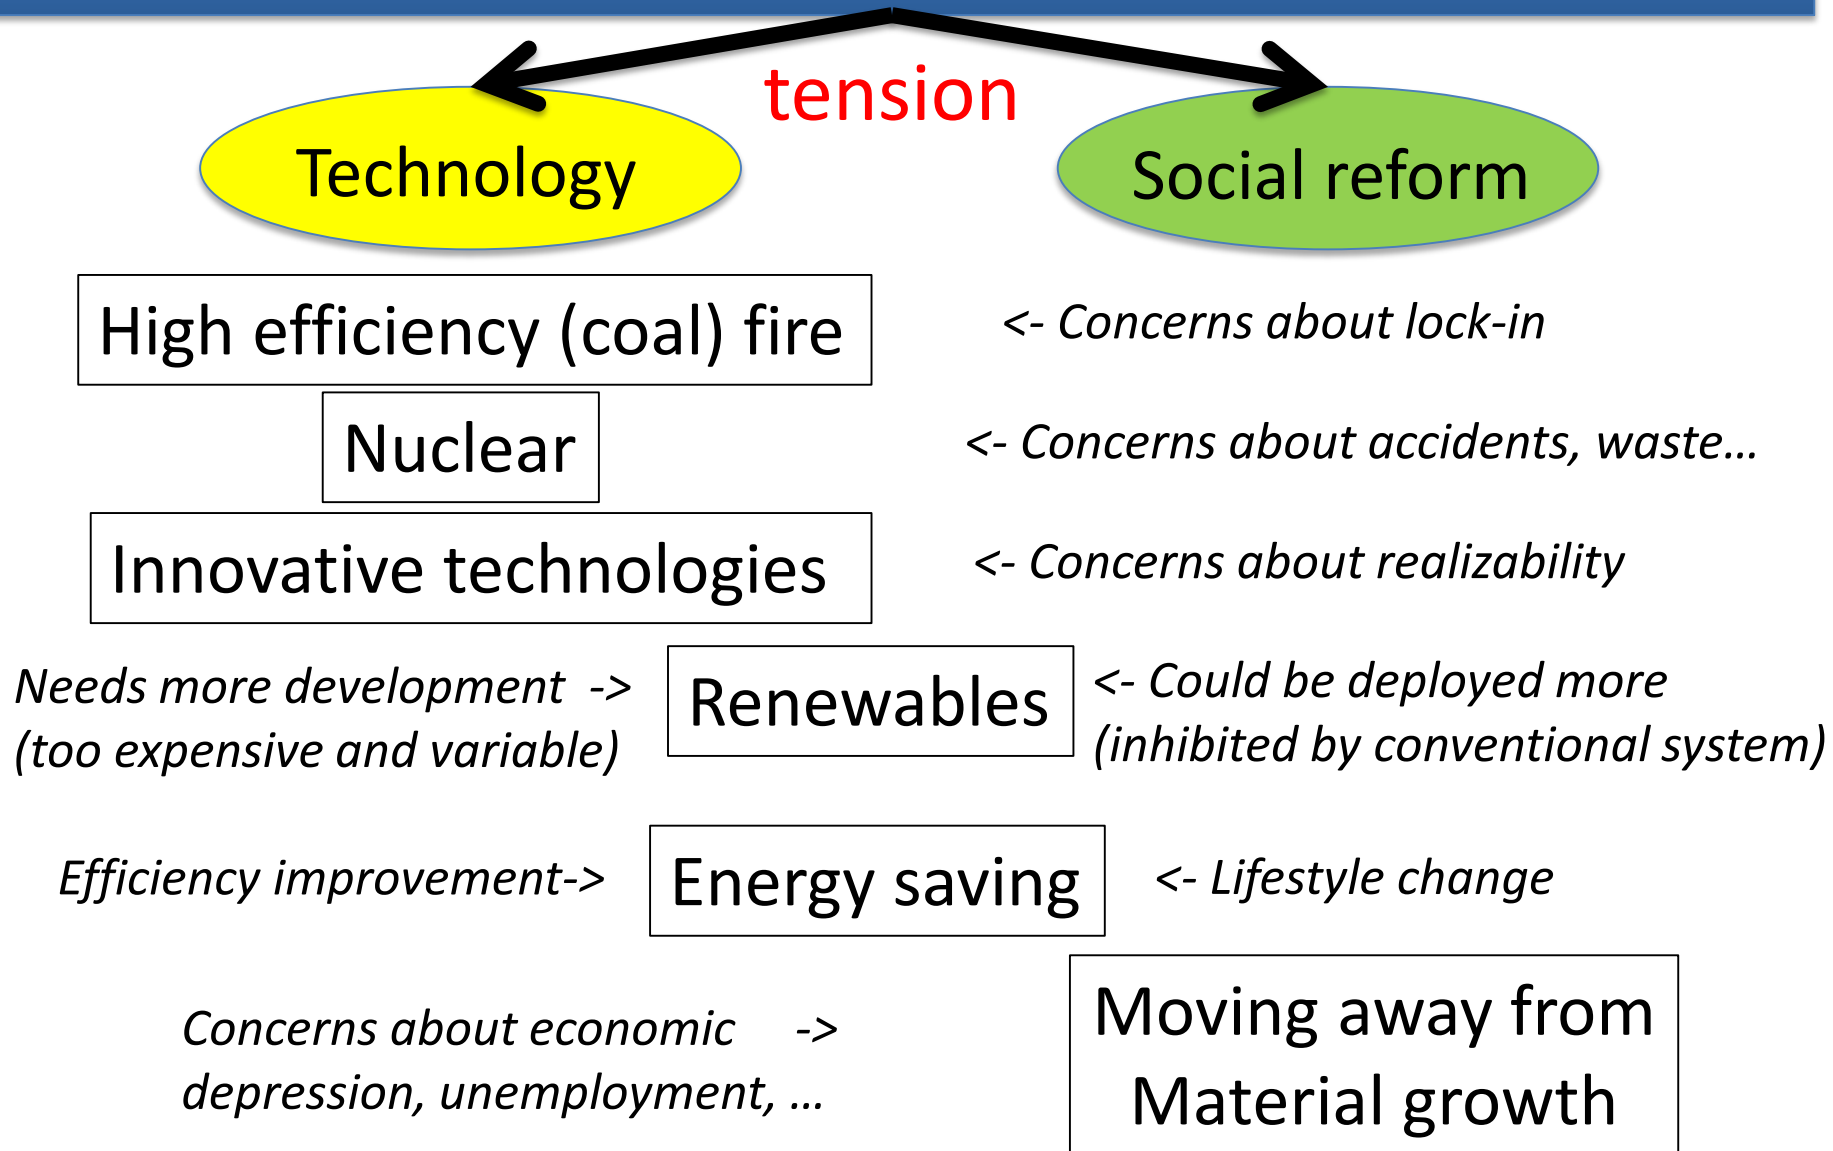 tension
Technology
Social reform
High efficiency (coal) fire
<- Concerns about lock-in
Nuclear
<- Concerns about accidents, waste…
Innovative technologies
<- Concerns about realizability
Needs more development ->
(too expensive and variable)
Renewables
<- Could be deployed more
(inhibited by conventional system)
Efficiency improvement->
Energy saving
<- Lifestyle change
Concerns about economic ->
depression, unemployment, …
Moving away from
Material growth